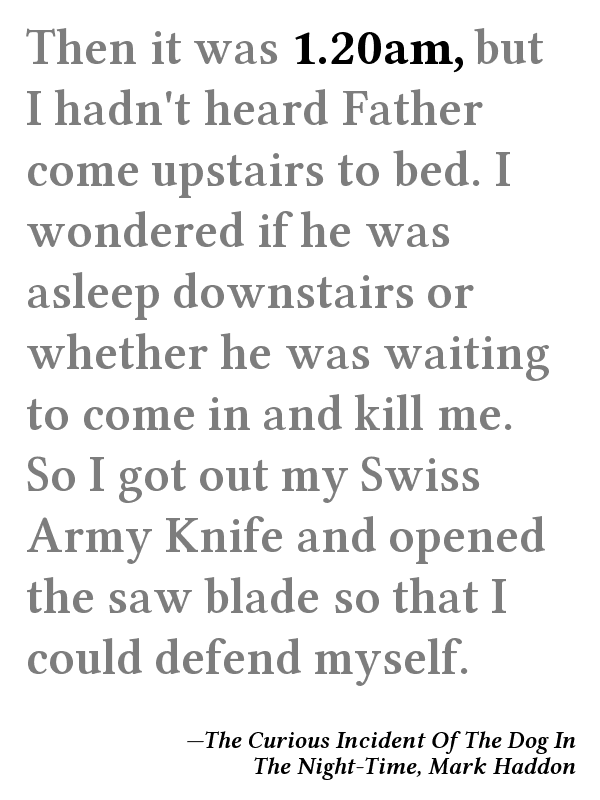 Then it was 1.20am, but
I hadn't heard Father
come upstairs to bed. I
wondered if he was
asleep downstairs or
whether he was waiting
to come in and kill me.
So I got out my Swiss
Army Knife and opened
the saw blade so that I
could defend myself.
—The Curious Incident Of The Dog In
The Night-Time, Mark Haddon